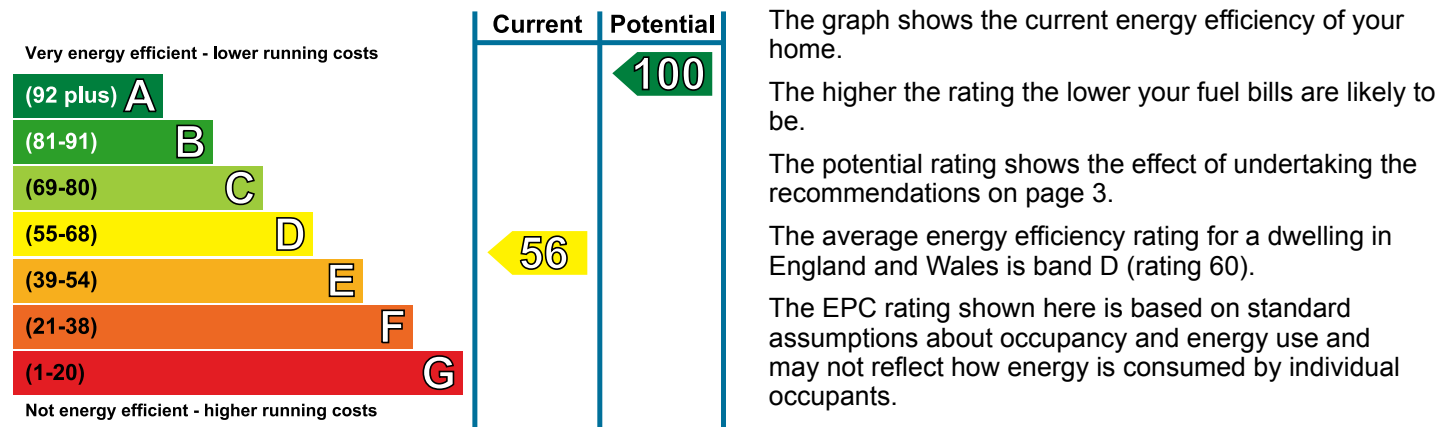 Current Potential
Very energy efficient - lower running costs
(92 plus) A
100
(81-91) B
(69-80) C
(55-68) D
56
(39-54) E
(21-38) F
(1-20) G
Not energy efficient - higher running costs
The graph shows the current energy efficiency of your
home.
The higher the rating the lower your fuel bills are likely to
be.
The potential rating shows the effect of undertaking the
recommendations on page 3.
The average energy efficiency rating for a dwelling in
England and Wales is band D (rating 60).
The EPC rating shown here is based on standard
assumptions about occupancy and energy use and
may not reflect how energy is consumed by individual
occupants.